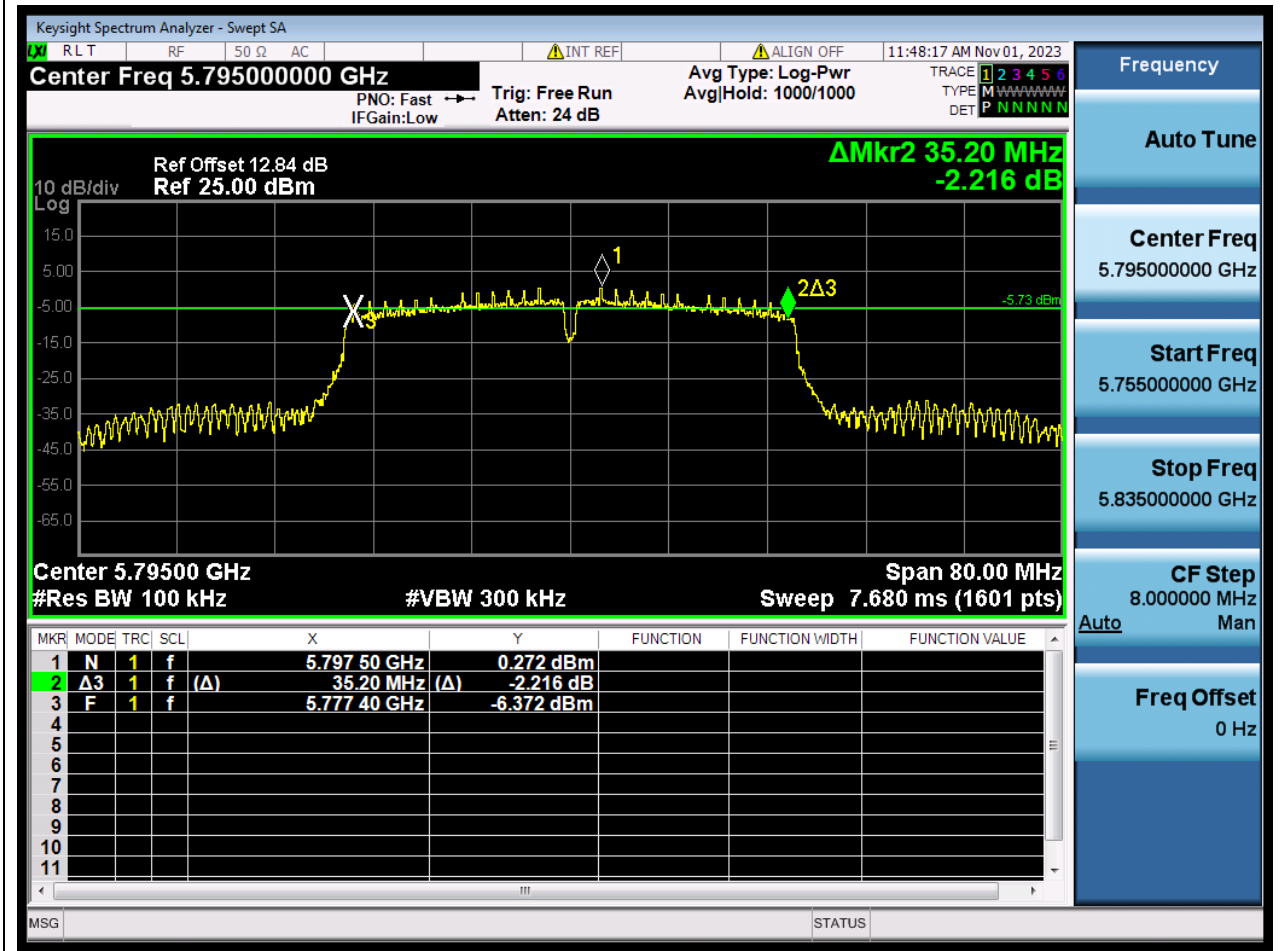 Keysight Spectrum Analyzer - Swept SA
LXI RLT RF 50 Ω AC INT REF ALIGN OFF 11:48:17 AM Nov 01, 2023
Center Freq 5.795000000 GHz
PNO: Fast
IFGain:Low
Trig: Free Run
Atten: 24 dB
Avg Type: Log-Pwr
Avg|Hold: 1000/1000
TRACE 1 2 3 4 5 6
TYPE M WWWWW
DET P N N N N N
ΔMkr2 35.20 MHz
-2.216 dB
Ref Offset 12.84 dB
10 dB/div Ref 25.00 dBm
Log
15.0
5.00
-5.00
-15.0
-25.0
-35.0
-45.0
-55.0
-65.0
1
2Δ3
3
-5.73 dBm
Center 5.79500 GHz Span 80.00 MHz
#Res BW 100 kHz #VBW 300 kHz Sweep 7.680 ms (1601 pts)
MKR MODE TRC SCL X Y FUNCTION FUNCTION WIDTH FUNCTION VALUE
1 N 1 f 5.797 50 GHz 0.272 dBm
2 Δ3 1 f (Δ) 35.20 MHz (Δ) -2.216 dB
3 F 1 f 5.777 40 GHz -6.372 dBm
4
5
6
7
8
9
10
11
MSG STATUS
Frequency
Auto Tune
Center Freq
5.795000000 GHz
Start Freq
5.755000000 GHz
Stop Freq
5.835000000 GHz
CF Step
8.000000 MHz
Auto Man
Freq Offset
0 Hz